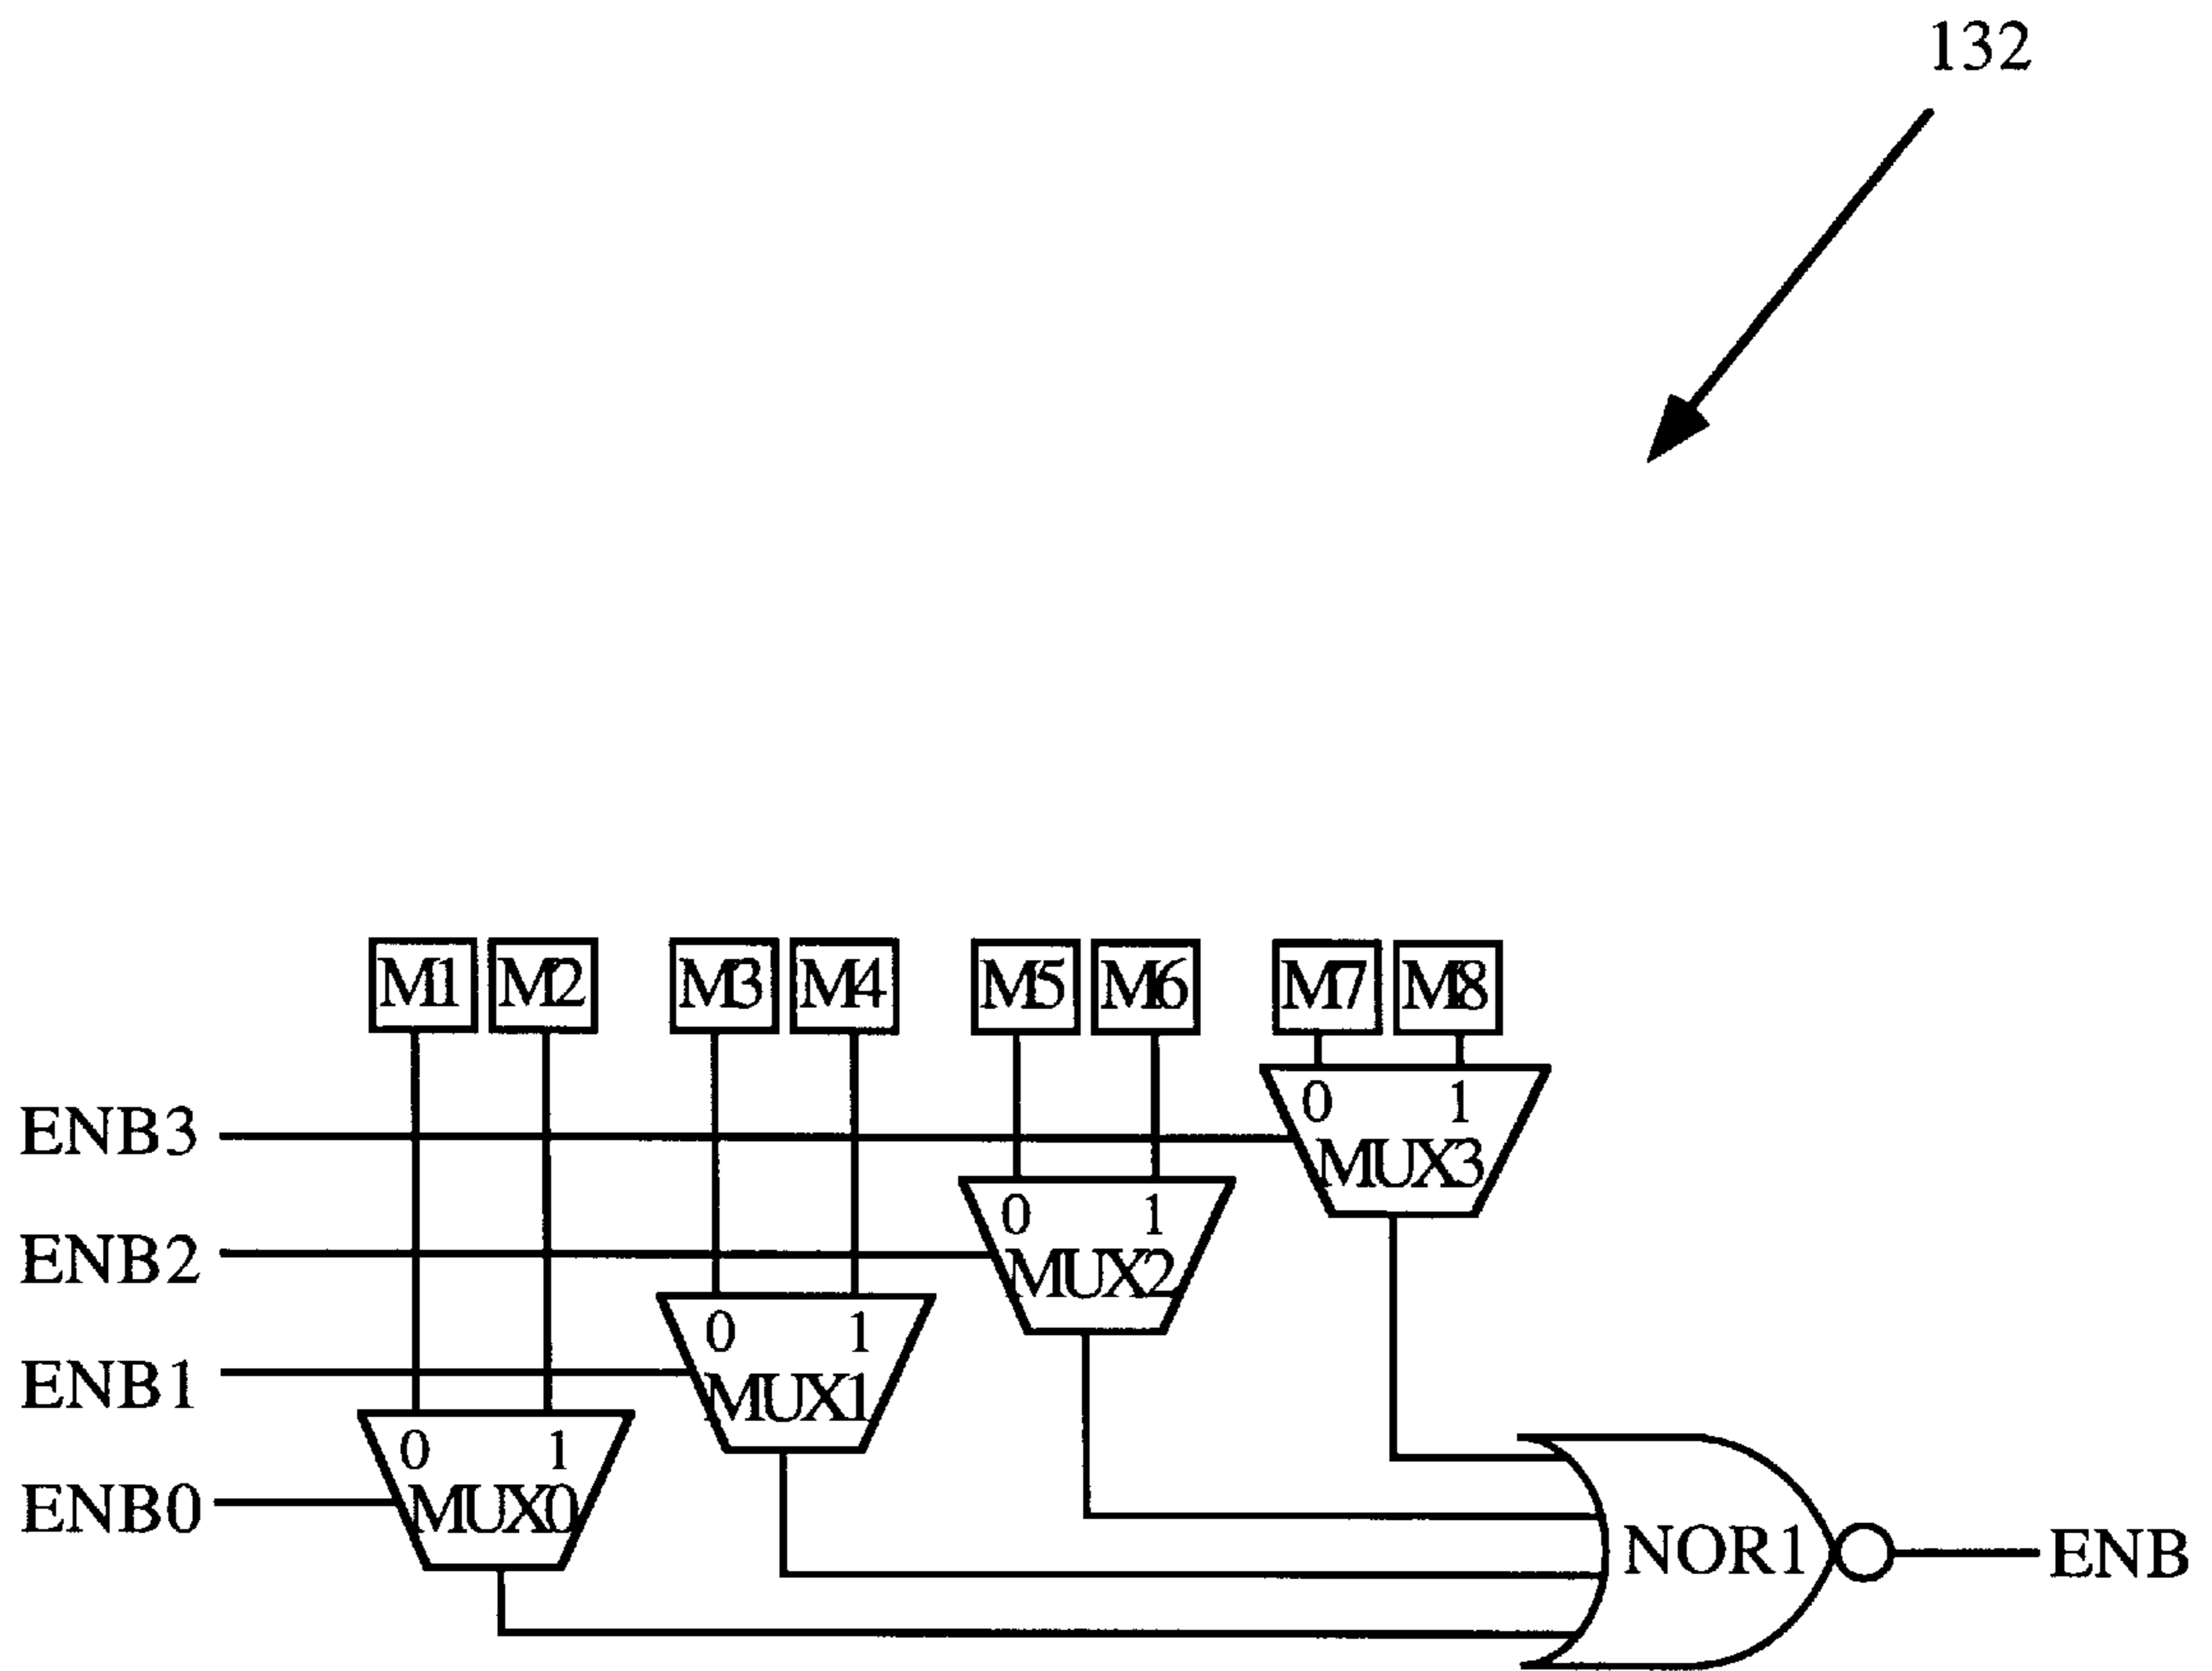 132
M1 M2 M3 M4 M5 M6 M7 M8
0 1
ENB3
MUX3
0 1
ENB2
MUX2
0 1
ENB1
MUX1
0 1
ENB0
MUX0
NOR1
ENB